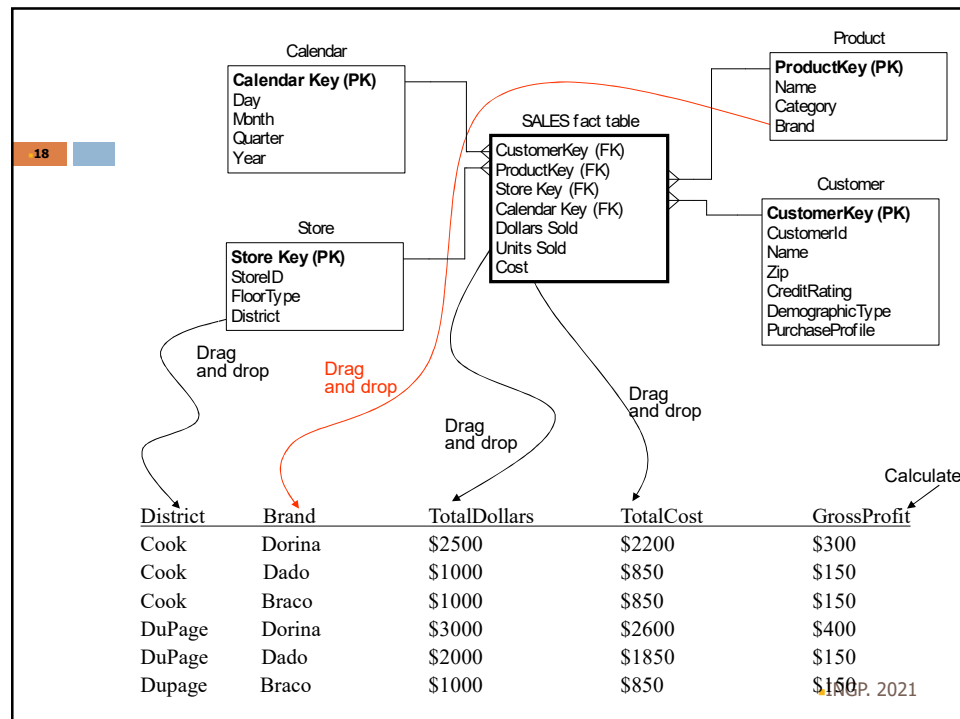 Calendar
Calendar Key (PK)
Day
Month
Quarter
Year
Product
ProductKey (PK)
Name
Category
Brand
18
SALES fact table
CustomerKey (FK)
ProductKey (FK)
Store Key (FK)
Calendar Key (FK)
Dollars Sold
Units Sold
Cost
Customer
CustomerKey (PK)
CustomerId
Name
Zip
CreditRating
DemographicType
PurchaseProfile
Store
Store Key (PK)
StoreID
FloorType
District
Drag
and drop
Drag
and drop
Drag
and drop
Drag
and drop
Calculate
District Brand TotalDollars TotalCost GrossProfit
Cook Dorina $2500 $2200 $300
Cook Dado $1000 $850 $150
Cook Braco $1000 $850 $150
DuPage Dorina $3000 $2600 $400
DuPage Dado $2000 $1850 $150
Dupage Braco $1000 $850 $150
INGP. 2021